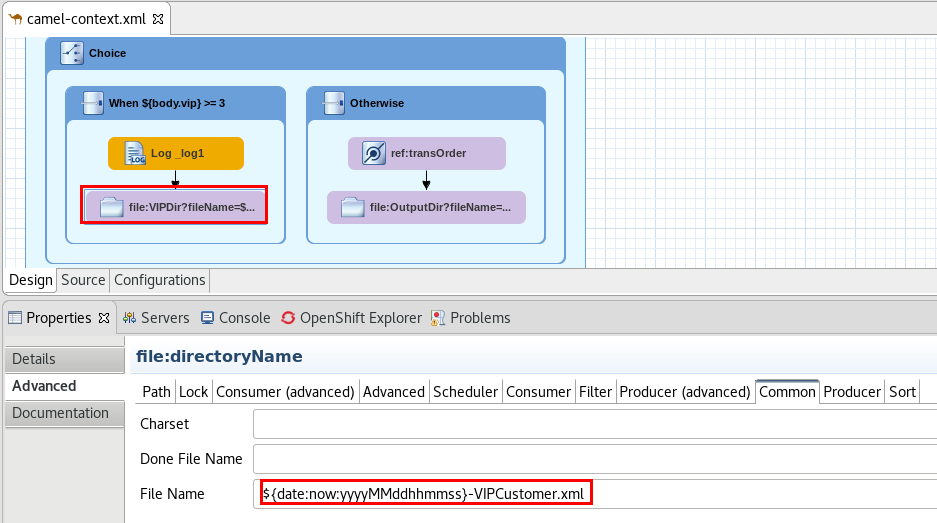 camel-context.xml
Choice
When ${body.vip} >= 3
Otherwise
LOG
Log _log1
ref:transOrder
file:VIPDir?fileName=$...
file:OutputDir?fileName=...
Design Source Configurations
Properties Servers Console OpenShift Explorer Problems
Details
file:directoryName
Advanced
Path Lock Consumer (advanced) Advanced Scheduler Consumer Filter Producer (advanced) Common Producer Sort
Documentation
Charset
Done File Name
File Name ${date:now:yyyyMMddhhmmss}-VIPCustomer.xml